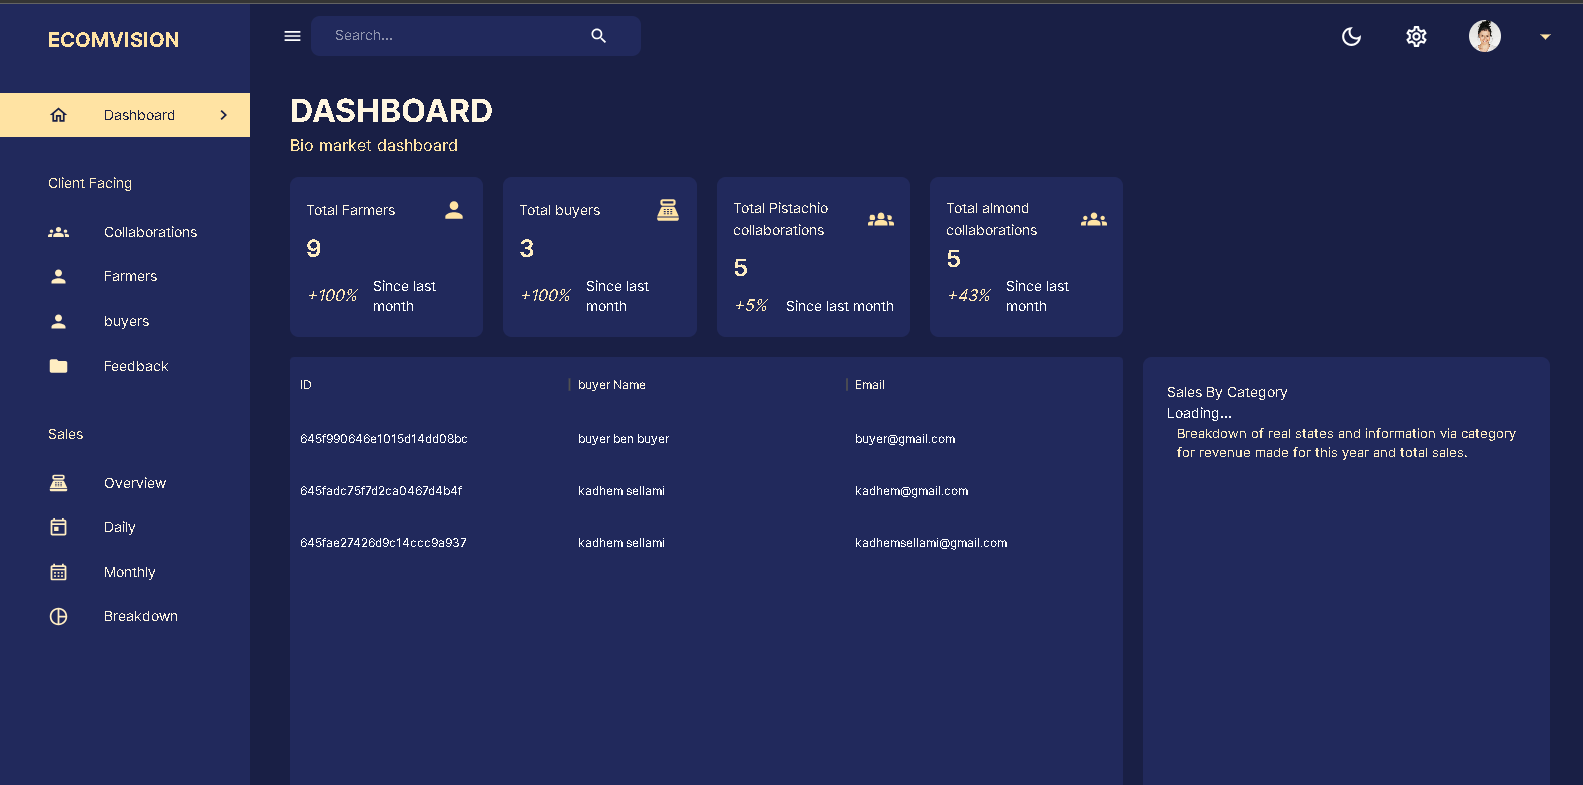 ECOMVISION
Search...
Dashboard
Client Facing
Collaborations
Farmers
buyers
Feedback
Sales
Overview
Daily
Monthly
Breakdown
DASHBOARD
Bio market dashboard
Total Farmers
9
+100%
Since last
month
Total buyers
3
+100%
Since last
month
Total Pistachio
collaborations
5
+5%
Since last month
Total almond
collaborations
5
+43%
Since last
month
ID buyer Name Email
645f990646e1015d14dd08bc buyer ben buyer buyer@gmail.com
645fadc75f7d2ca0467d4b4f kadhem sellami kadhem@gmail.com
645fae27426d9c14ccc9a937 kadhem sellami kadhemsellami@gmail.com
Sales By Category
Loading...
Breakdown of real states and information via category
for revenue made for this year and total sales.